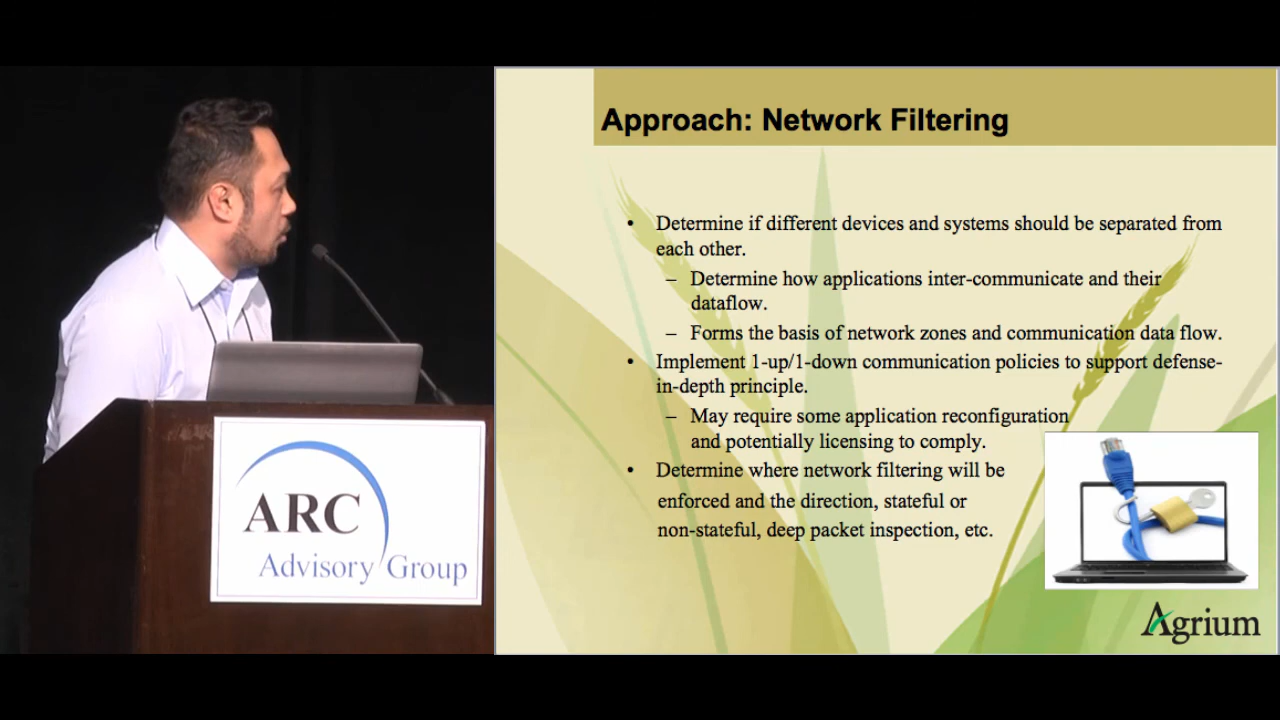 Approach: Network Filtering
• Determine if different devices and systems should be separated from
each other.
– Determine how applications inter-communicate and their
dataflow.
– Forms the basis of network zones and communication data flow.
• Implement 1-up/1-down communication policies to support defense-
in-depth principle.
– May require some application reconfiguration
and potentially licensing to comply.
• Determine where network filtering will be
enforced and the direction, stateful or
non-stateful, deep packet inspection, etc.
Agrium
ARC
Advisory Group